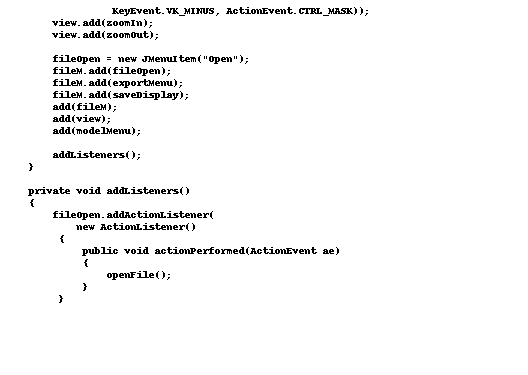 KeyEvent.VK_MINUS, ActionEvent.CTRL_MASK));
view.add(zoomIn);
view.add(zoomOut);
fileOpen = new JMenuItem("Open");
fileM.add(fileOpen);
fileM.add(exportMenu);
fileM.add(saveDisplay);
add(fileM);
add(view);
add(modelMenu);
addListeners();
}
private void addListeners()
{
fileOpen.addActionListener(
new ActionListener()
{
public void actionPerformed(ActionEvent ae)
{
openFile();
}
}